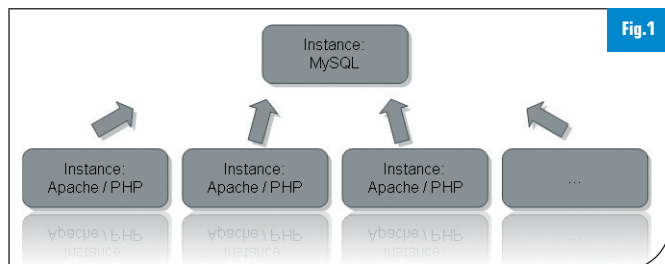 Fig.1
Instance:
MySQL
Instance:
Apache / PHP
Instance:
Apache / PHP
Instance:
Apache / PHP
...